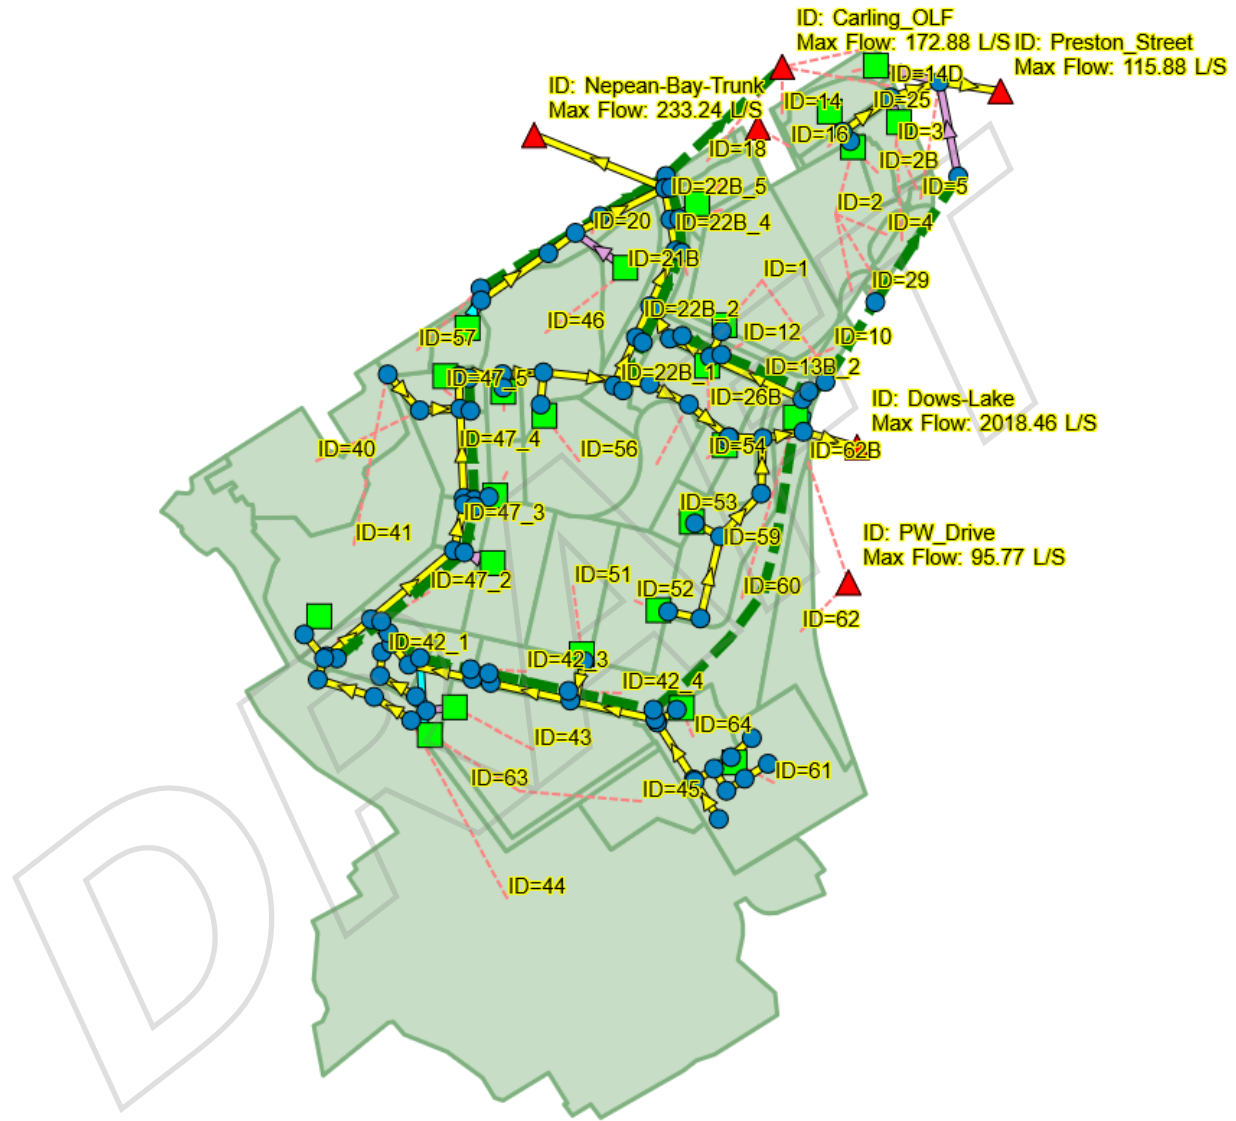 ID: Carling_OLF
Max Flow: 172.88 L/S
ID: Preston_Street
Max Flow: 115.88 L/S
ID: Nepean-Bay-Trunk
Max Flow: 233.24 L/S
ID=14D
ID=14
ID=25
ID=16
ID=3
ID=18
ID=2B
ID=22B_5
ID=5
ID=2
ID=20
ID=22B_4
ID=4
ID=21B
ID=1
ID=29
ID=22B_2
ID=46
ID=12
ID=57
ID=10
ID=22B_1
ID=13B_2
ID=47_5
ID=26B
ID: Dows-Lake
Max Flow: 2018.46 L/S
ID=47_4
ID=40
ID=56
ID=54
ID=62B
ID=53
ID=47_3
ID=41
ID=59
ID: PW_Drive
Max Flow: 95.77 L/S
ID=51
ID=47_2
ID=52
ID=60
ID=62
ID=42_1
ID=42_3
ID=42_4
ID=64
ID=43
ID=63
ID=61
ID=45
ID=44
DRAFT